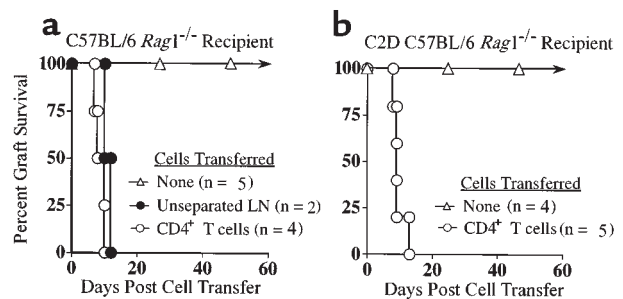 a
C57BL/6 Rag1-/- Recipient
Percent Graft Survival
100
75
50
25
0
Cells Transferred
None (n = 5)
Unseparated LN (n = 2)
CD4+ T cells (n = 4)
0 20 40 60
Days Post Cell Transfer
b
C2D C57BL/6 Rag1-/- Recipient
100
75
50
25
0
Cells Transferred
None (n = 4)
CD4+ T cells (n = 5)
0 20 40 60
Days Post Cell Transfer